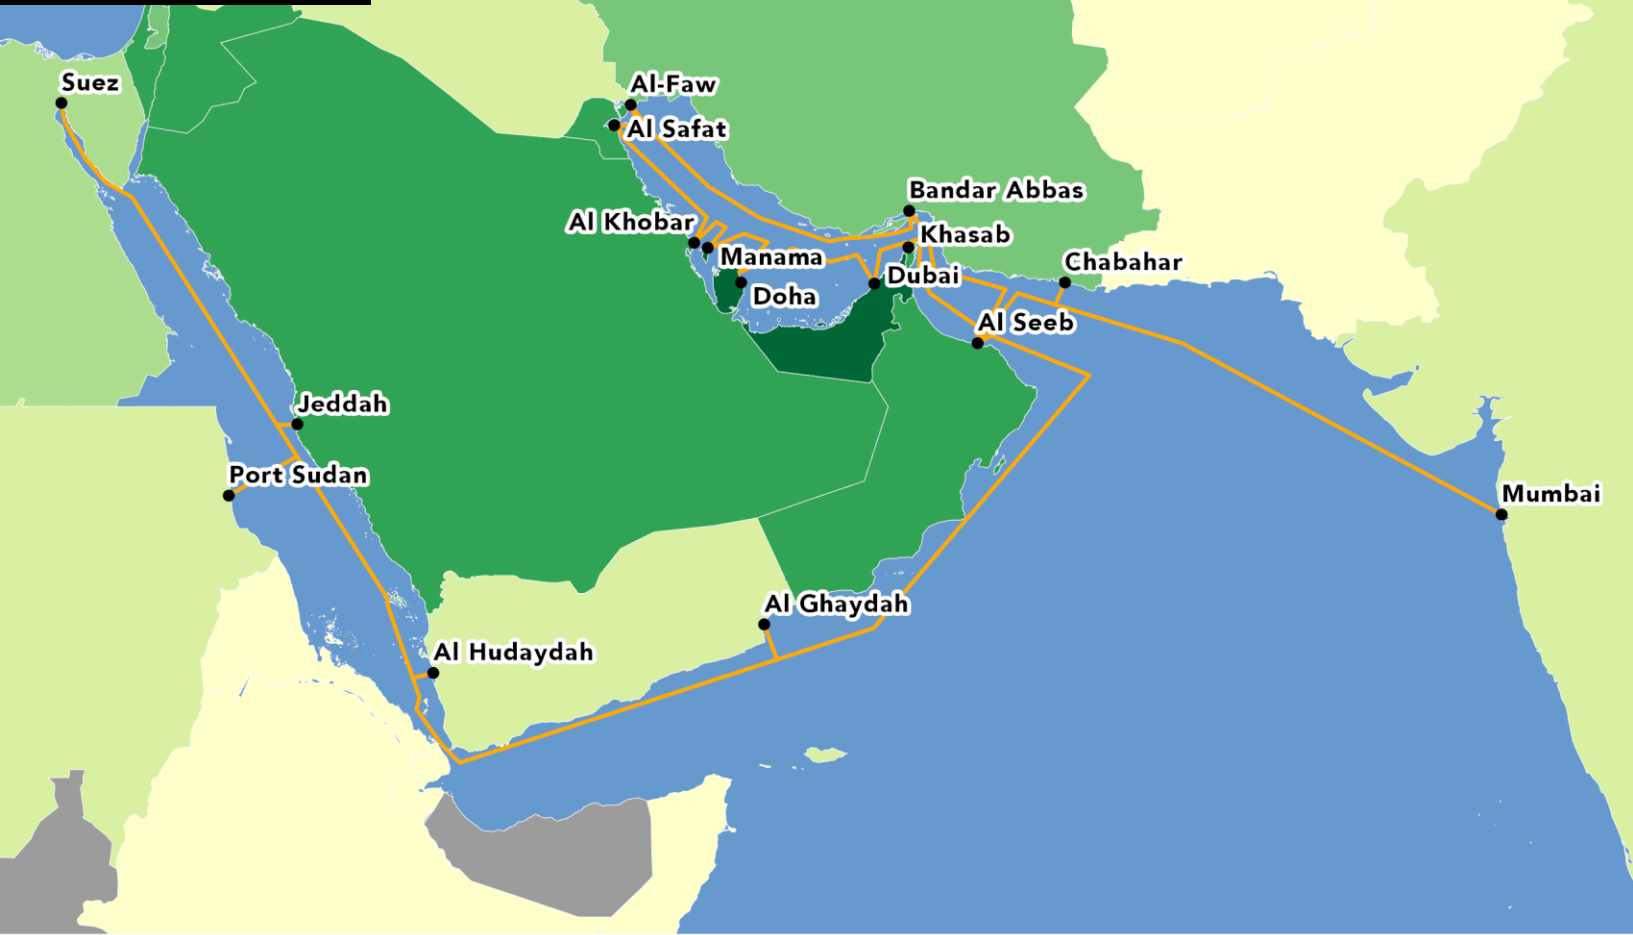 Suez
Al-Faw
Al Safat
Bandar Abbas
Al Khobar
Khasab
Manama
Chabahar
Dubai
Doha
Al Seeb
Jeddah
Port Sudan
Mumbai
Al Ghaydah
Al Hudaydah